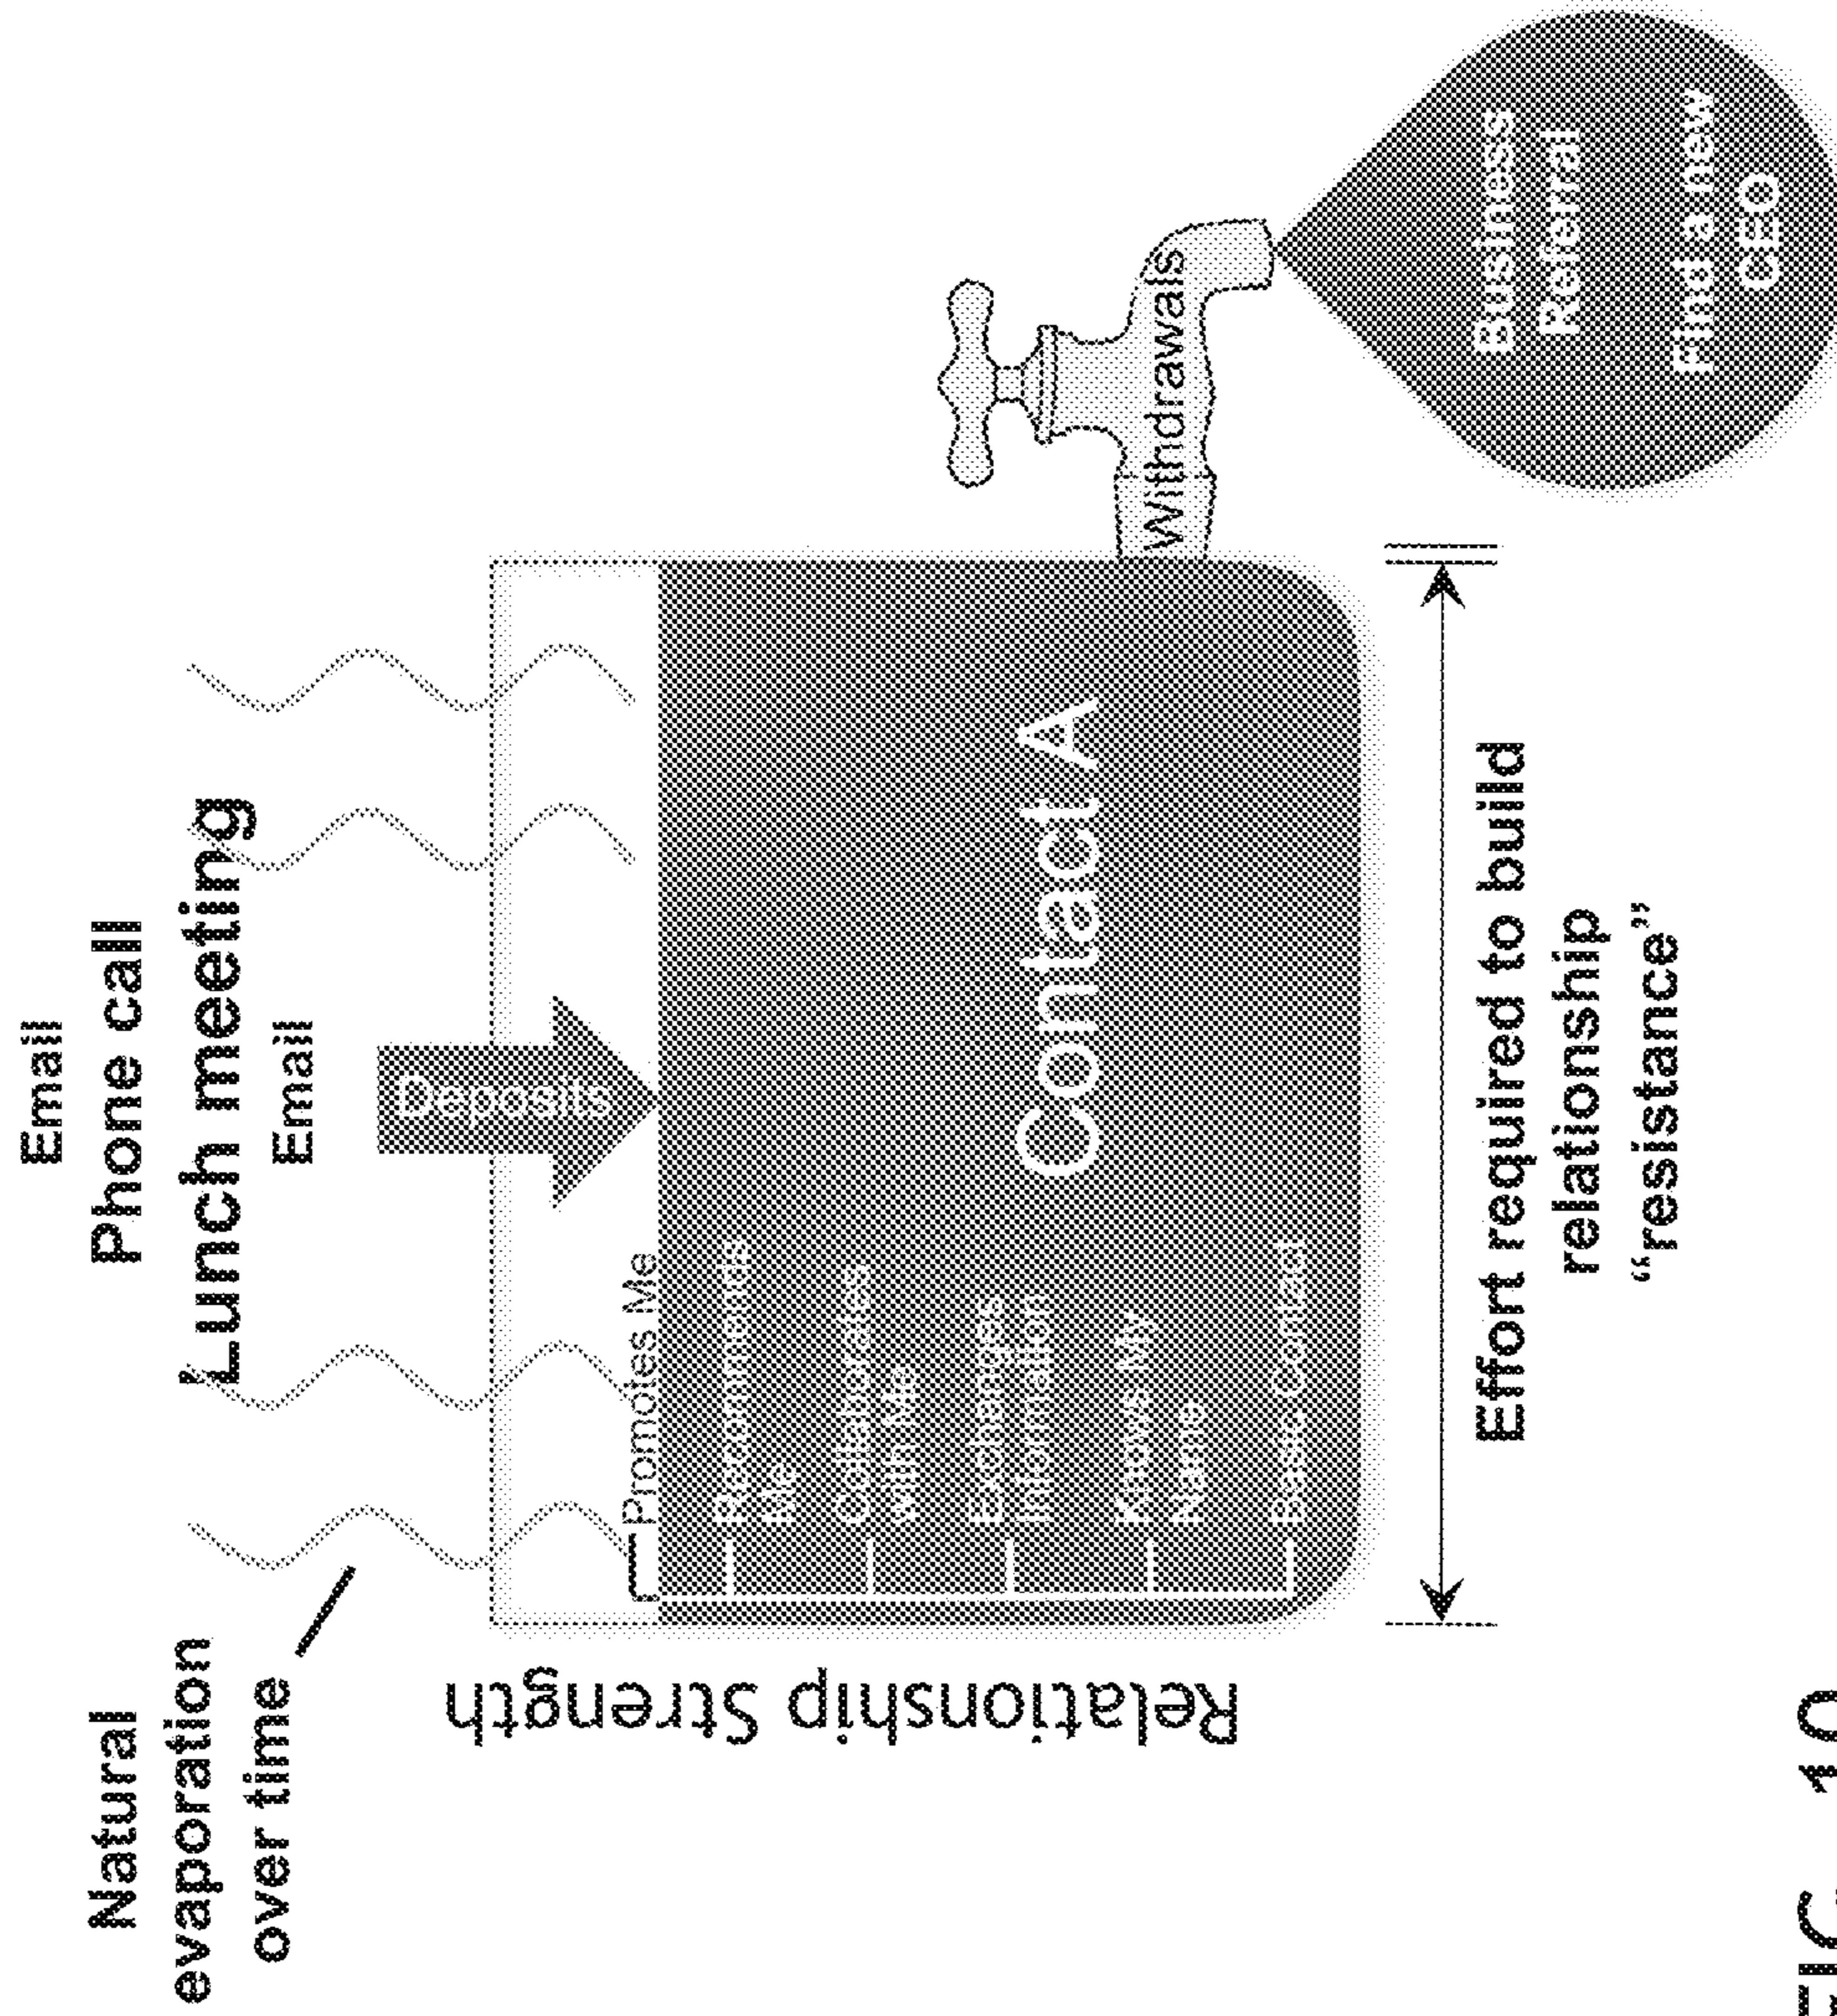 Email
Phone call
Lunch meeting
Email
Natural
evaporation
over time
Deposits
Relationship Strength
Promotes Me
Recommends
Me
Collaborates
with Me
Exchanges
Information
Knows My
Name
Contact
Contact A
Withdrawals
Effort required to build
relationship
“resistance”
Business
Referral
Find a new
CEO
FIG. 10